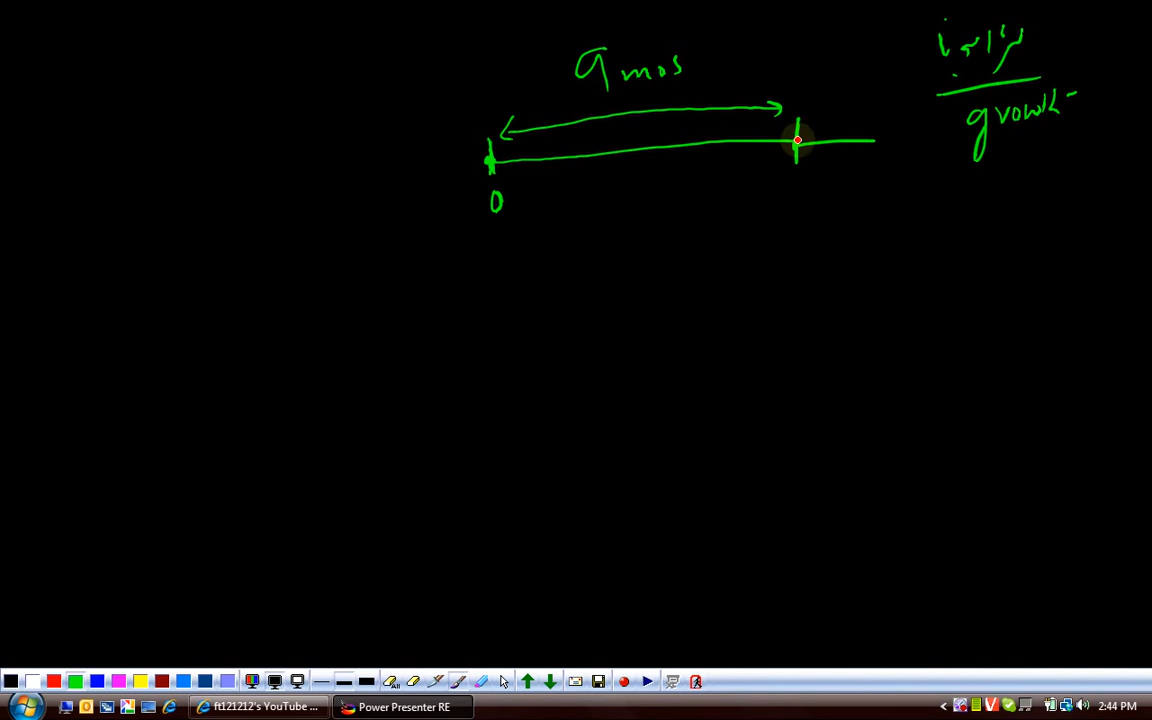 9 mos
growth
0
ft121212's YouTube ...
Power Presenter RE
2:44 PM